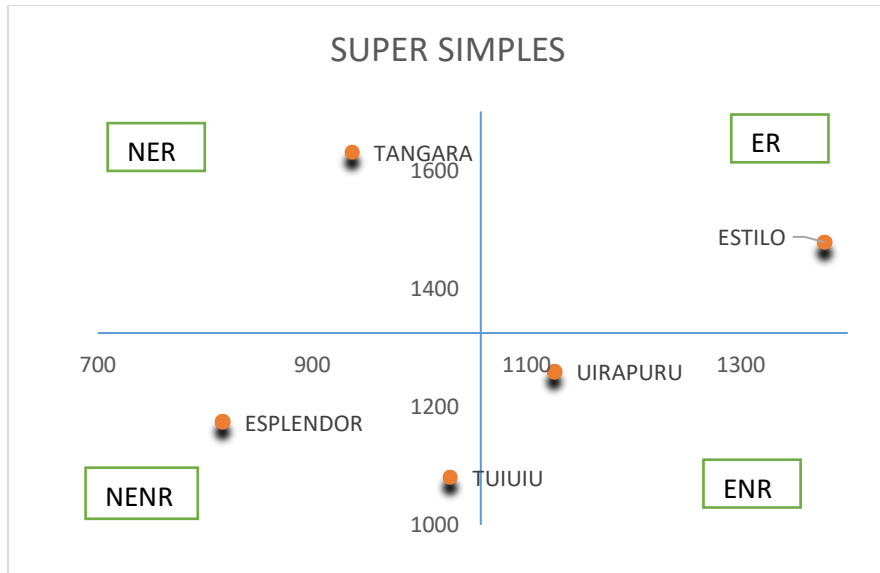 SUPER SIMPLES
NER
ER
TANGARA
1600
ESTILO
1400
700 900 1100 1300
UIRAPURU
1200
ESPLENDOR
TUIUIU
NENR
ENR
1000